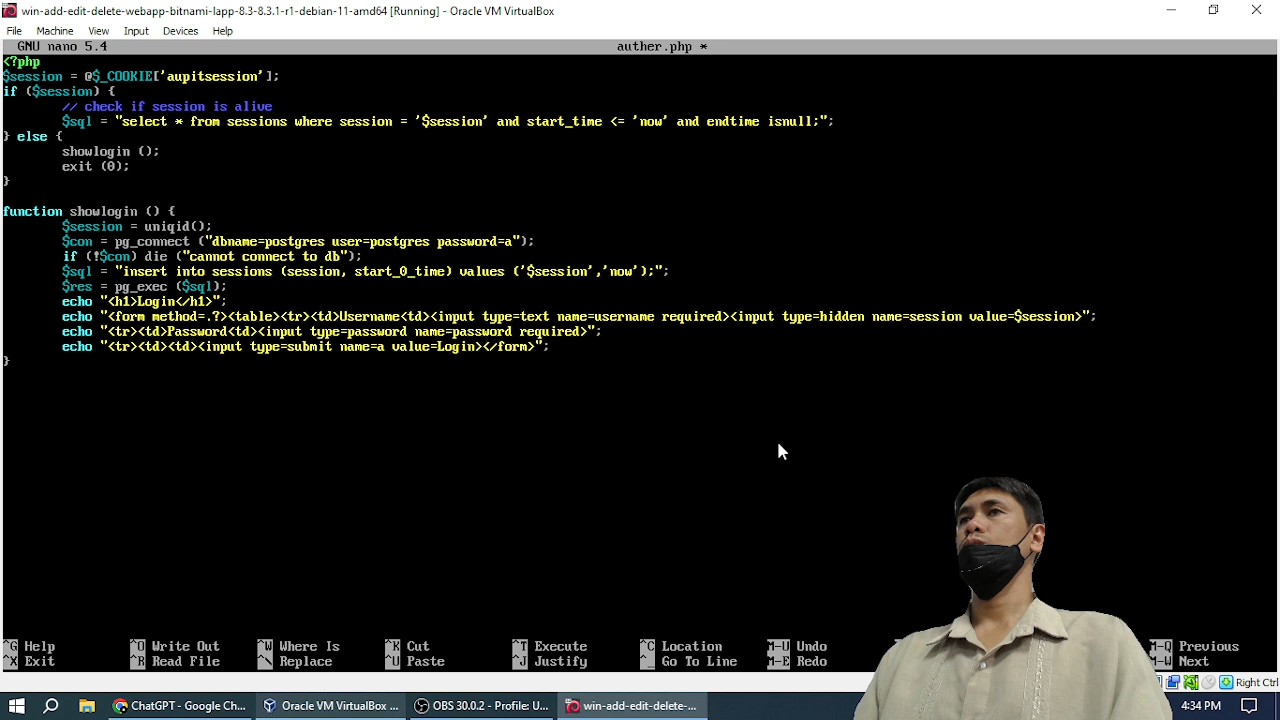 win-add-edit-delete-webapp-bitnami-lapp-8.3-8.3.1-r1-debian-11-amd64 [Running] - Oracle VM VirtualBox
File Machine View Input Devices Help
GNU nano 5.4 auther.php *
<?php
$session = @$_COOKIE['aupitsession'];
if ($session) {
// check if session is alive
$sql = "select * from sessions where session = '$session' and start_time <= 'now' and endtime isnull;";
} else {
showlogin ();
exit (0);
}
function showlogin () {
$session = uniqid();
$con = pg_connect ("dbname=postgres user=postgres password=a");
if (!$con) die ("cannot connect to db");
$sql = "insert into sessions (session, start_0_time) values ('$session','now');";
$res = pg_exec ($sql);
echo "<h1>Login</h1>";
echo "<form method=.?><table><tr><td>Username<td><input type=text name=username required><input type=hidden name=session value=$session>";
echo "<tr><td>Password<td><input type=password name=password required>";
echo "<tr><td><td><input type=submit name=a value=Login></form>";
}
^G Help ^O Write Out ^W Where Is ^K Cut ^T Execute ^C Location M-U Undo M-Q Previous
^X Exit ^R Read File ^\ Replace ^U Paste ^J Justify ^_ Go To Line M-E Redo M-W Next
Right Ctrl
ChatGPT - Google Ch... Oracle VM VirtualBox ... OBS 30.0.2 - Profile: U... win-add-edit-delete-... 4:34 PM